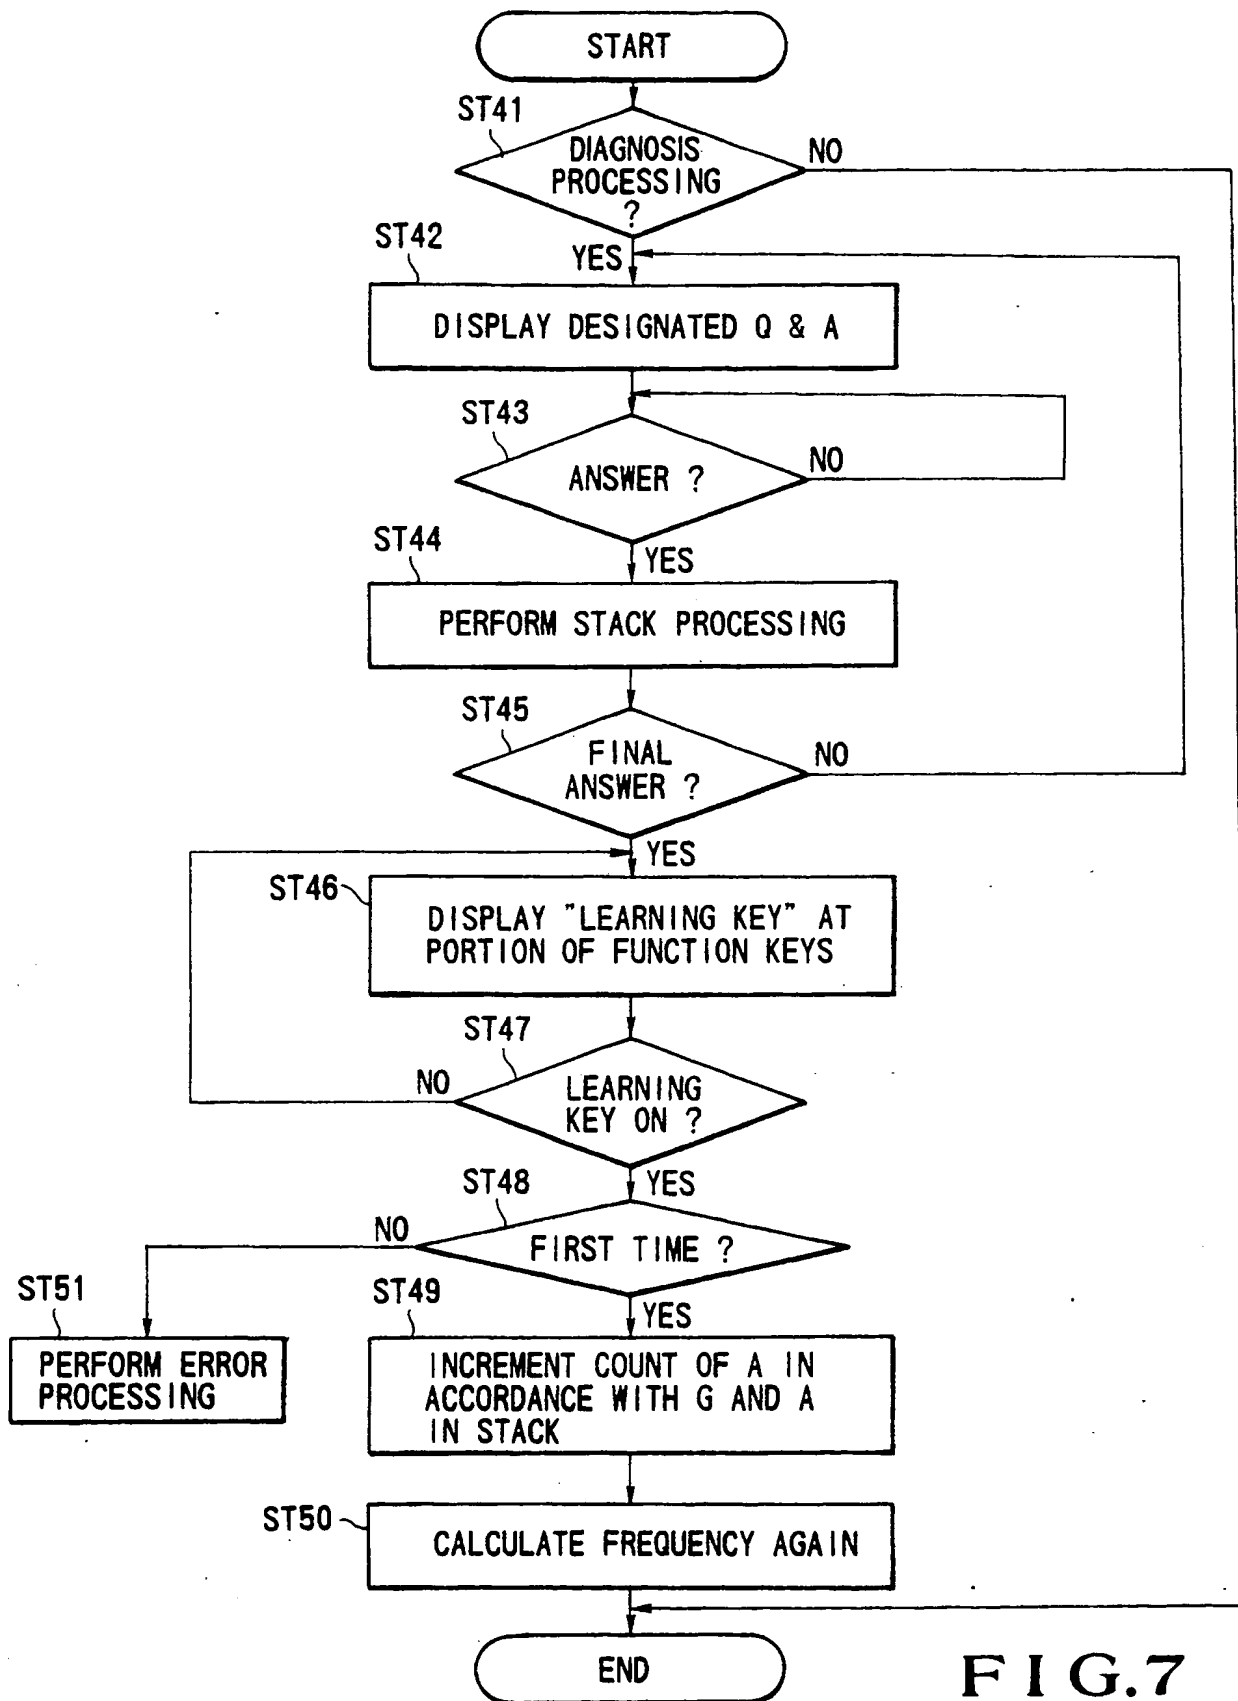 START
ST41
DIAGNOSIS
PROCESSING
?
NO
ST42
YES
DISPLAY DESIGNATED Q & A
ST43
ANSWER ?
NO
ST44
YES
PERFORM STACK PROCESSING
ST45
FINAL
ANSWER ?
NO
YES
ST46
DISPLAY "LEARNING KEY" AT
PORTION OF FUNCTION KEYS
ST47
NO
LEARNING
KEY ON ?
YES
ST48
NO
FIRST TIME ?
ST51
ST49
YES
PERFORM ERROR
PROCESSING
INCREMENT COUNT OF A IN
ACCORDANCE WITH G AND A
IN STACK
ST50
CALCULATE FREQUENCY AGAIN
END
FIG.7